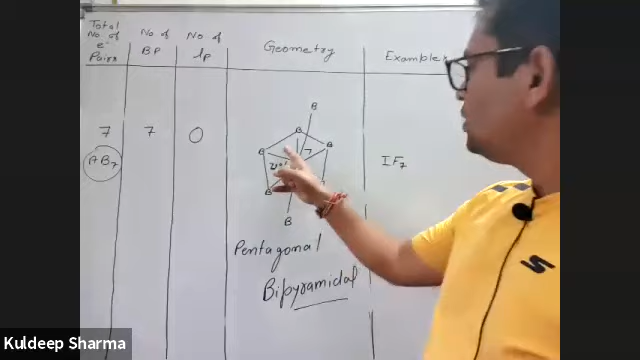 Total
No of
e-
Pairs
No of
BP
No of
lp
Geometry
Example
7
7
0
AB7
B
B
B
B
B
B
IF7
Pentagonal
Bipyramidal
Kuldeep Sharma